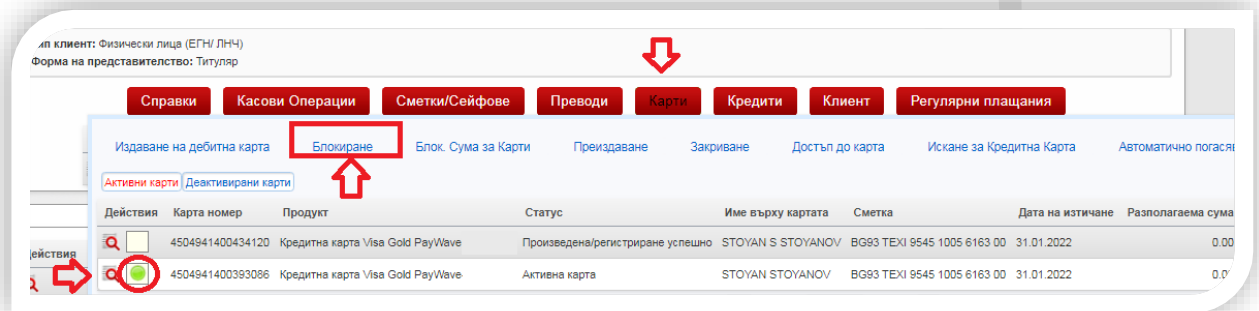 ип клиент: Физически лица (ЕГН/ ЛНЧ)
Форма на представителство: Титуляр
Справки Касови Операции Сметки/Сейфове Преводи Карти Кредити Клиент Регулярни плащания
Издаване на дебитна карта Блокиране Блок. Сума за Карти Преиздаване Закриване Достъп до карта Искане за Кредитна Карта Автоматично погася
Активни карти Деактивирани карти
Действия Карта номер Продукт Статус Име върху картата Сметка Дата на изтичане Разполагаема сума
4504941400434120 Кредитна карта Visa Gold PayWave Произведена/регистриране успешно STOYAN S STOYANOV BG93 TEXI 9545 1005 6163 00 31.01.2022 0.00
ействия
4504941400393086 Кредитна карта Visa Gold PayWave Активна карта STOYAN STOYANOV BG93 TEXI 9545 1005 6163 00 31.01.2022 0.00